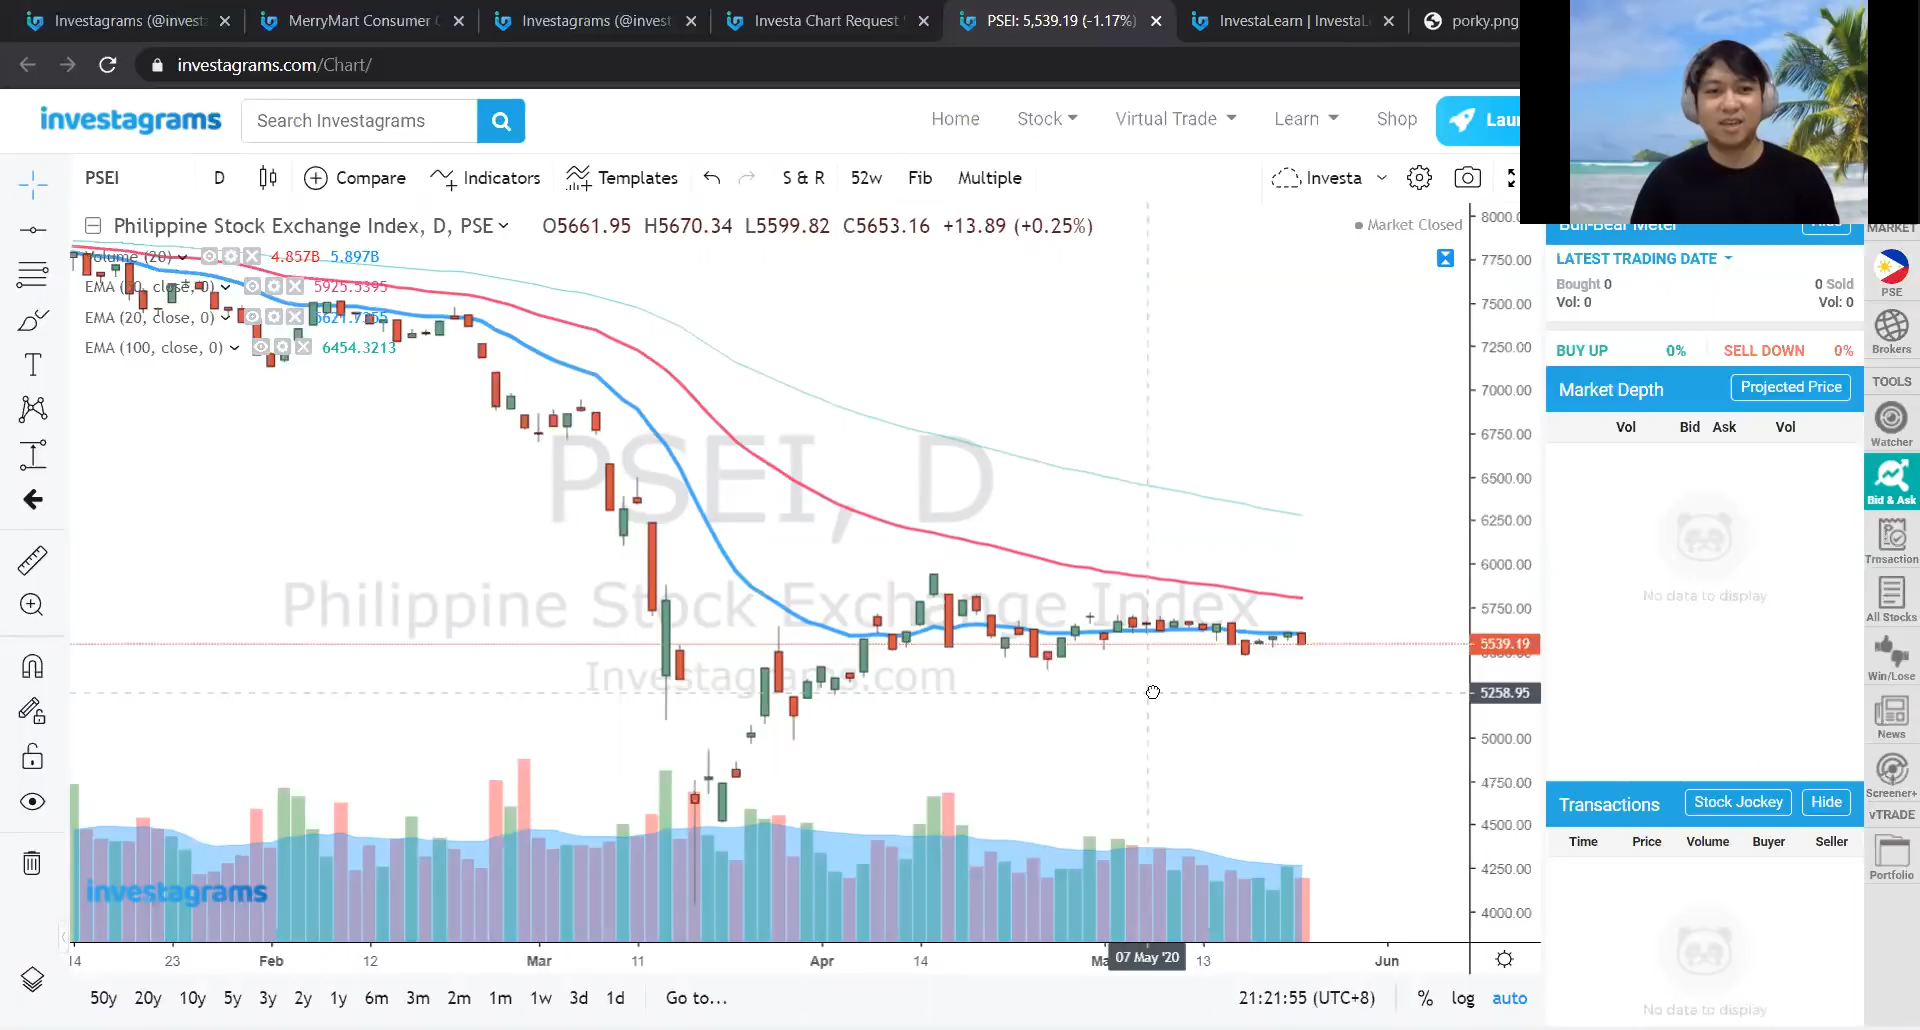 Investagrams (@investa
MerryMart Consumer
Investagrams (@invest
Investa Chart Request
PSEI: 5,539.19 (-1.17%)
InvestaLearn | InvestaL
porky.png
investagrams.com/Chart/
investagrams
Search Investagrams
Home
Stock
Virtual Trade
Learn
Shop
Lau
PSEI
D
Compare
Indicators
Templates
S & R
52w
Fib
Multiple
Investa
Philippine Stock Exchange Index, D, PSE
O5661.95 H5670.34 L5599.82 C5653.16 +13.89 (+0.25%)
Market Closed
Volume (20)
4.857B 5.897B
EMA (50, close, 0)
5925.5395
EMA (20, close, 0)
EMA (100, close, 0)
6454.3213
PSEI, D
Philippine Stock Exchange Index
Investagrams.com
investagrams
8000.00
7750.00
7500.00
7250.00
7000.00
6750.00
6500.00
6250.00
6000.00
5750.00
5539.19
5258.95
5000.00
4750.00
4500.00
4250.00
4000.00
14
23
Feb
12
Mar
11
Apr
14
07 May '20
13
Jun
50y 20y 10y 5y 3y 2y 1y 6m 3m 2m 1m 1w 3d 1d
Go to...
21:21:55 (UTC+8)
% log auto
Bull-Bear Meter
Hide
LATEST TRADING DATE
Bought 0
0 Sold
Vol: 0
Vol: 0
BUY UP 0%
SELL DOWN 0%
Market Depth
Projected Price
Vol Bid Ask Vol
No data to display
Transactions
Stock Jockey
Hide
Time Price Volume Buyer Seller
No data to display
MARKET
PSE
Brokers
TOOLS
Watcher
Bid & Ask
Trnsaction
All Stocks
Win/Lose
News
Screener+
vTRADE
Portfolio